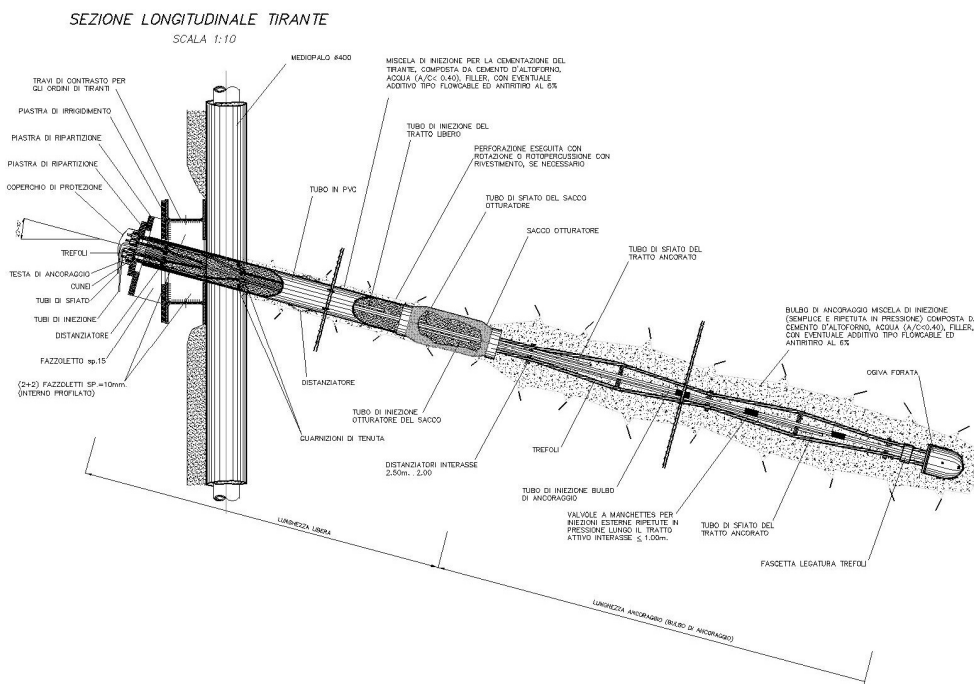 SEZIONE LONGITUDINALE TIRANTE
SCALA 1:10
MEDIOPALO ø400
MISCELA DI INIEZIONE PER LA CEMENTAZIONE DEL
TIRANTE, COMPOSTA DA CEMENTO D'ALTOFORNO,
ACQUA (A/C< 0.40), FILLER, CON EVENTUALE
ADDITIVO TIPO FLOWCABLE ED ANTIRITIRO AL 6%
TRAVI DI CONTRASTO PER
GLI ORDINI DI TIRANTI
PIASTRA DI IRRIGIDIMENTO
PIASTRA DI RIPARTIZIONE
PIASTRA DI RIPARTIZIONE
COPERCHIO DI PROTEZIONE
TUBO DI INIEZIONE DEL
TRATTO LIBERO
PERFORAZIONE ESEGUITA CON
ROTAZIONE O ROTOPERCUSSIONE CON
RIVESTIMENTO, SE NECESSARIO
TUBO IN PVC
TUBO DI SFIATO DEL SACCO
OTTURATORE
SACCO OTTURATORE
TUBO DI SFIATO DEL
TRATTO ANCORATO
TREFOLI
TESTA DI ANCORAGGIO
CUNEI
TUBI DI SFIATO
TUBI DI INIEZIONE
DISTANZIATORE
FAZZOLETTO sp.15
(2+2) FAZZOLETTI SP.=10mm.
(INTERNO PROFILATO)
BULBO DI ANCORAGGIO MISCELA DI INIEZIONE
(SEMPLICE E RIPETUTA IN PRESSIONE) COMPOSTA D
CEMENTO D'ALTOFORNO, ACQUA (A/C<0.40), FILLER,
CON EVENTUALE ADDITIVO TIPO FLOWCABLE ED
ANTIRITIRO AL 6%
OGIVA FORATA
DISTANZIATORE
TUBO DI INIEZIONE
OTTURATORE DEL SACCO
GUARNIZIONI DI TENUTA
TREFOLI
DISTANZIATORI INTERASSE
2.50m. 2.00
TUBO DI INIEZIONE BULBO
DI ANCORAGGIO
VALVOLE A MANCHETTES PER
INIEZIONI ESTERNE RIPETUTE IN
PRESSIONE LUNGO IL TRATTO
ATTIVO INTERASSE ≤ 1.00m.
TUBO DI SFIATO DEL
TRATTO ANCORATO
FASCETTA LEGATURA TREFOLI
LUNGHEZZA LIBERA
LUNGHEZZA ANCORAGGIO (BULBO DI ANCORAGGIO)